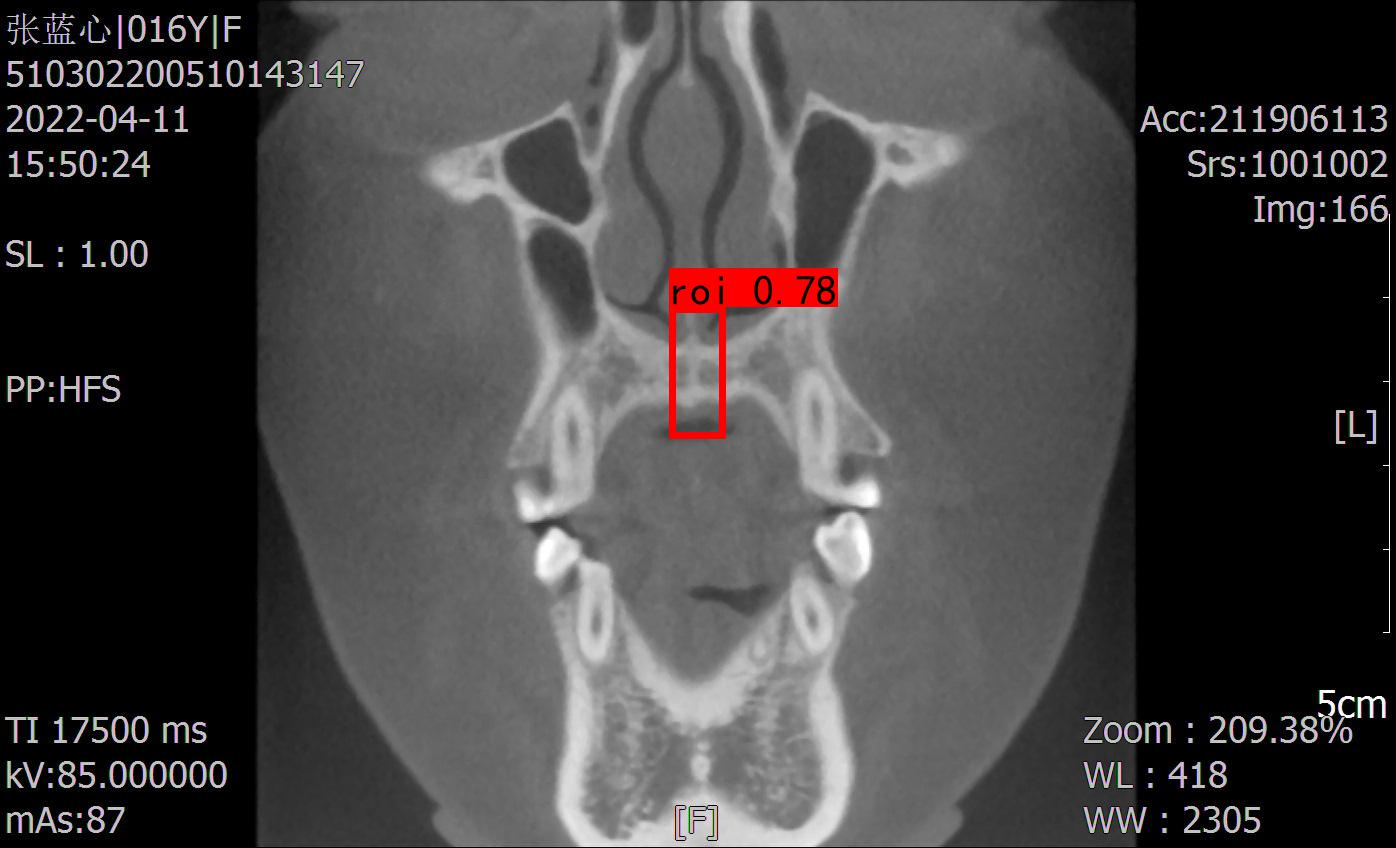 张蓝心|016Y|F
510302200510143147
2022-04-11
15:50:24
SL : 1.00
PP:HFS
TI 17500 ms
kV:85.000000
mAs:87
roi 0.78
[F]
Acc:211906113
Srs:1001002
Img:166
[L]
5cm
Zoom : 209.38%
WL : 418
WW : 2305